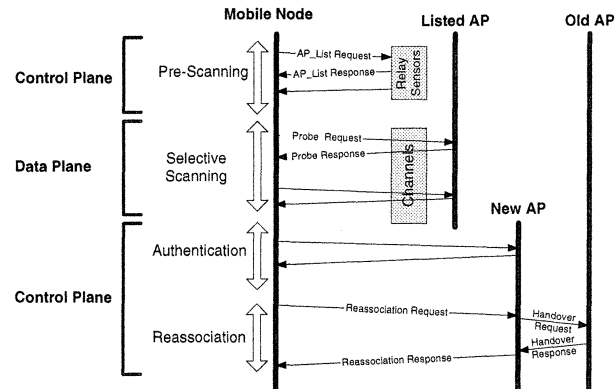 Mobile Node
Listed AP
Old AP
Control Plane
Pre-Scanning
AP_List Request
AP_List Response
Relay
Sensors
Data Plane
Selective
Scanning
Probe Request
Probe Response
Channels
New AP
Control Plane
Authentication
Reassociation
Reassociation Request
Handover
Request
Handover
Response
Reassociation Response